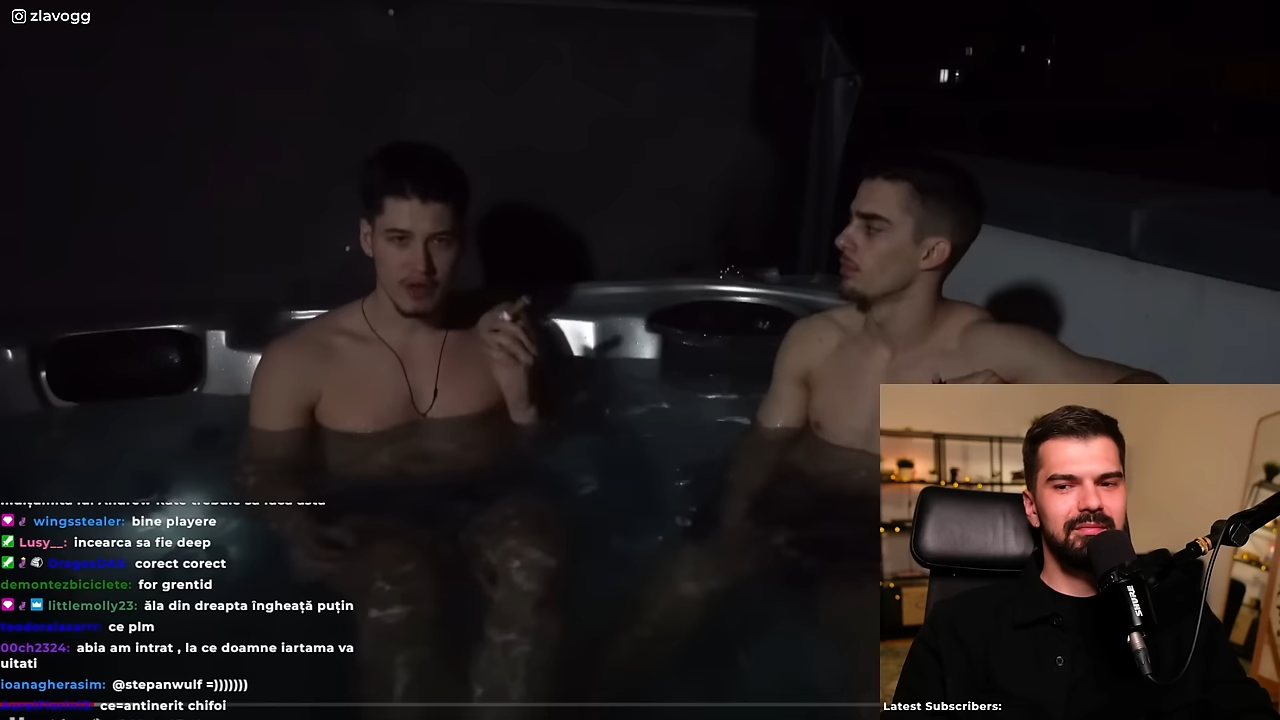 zlavogg
wingsstealer: bine playere
Lusy__: incearca sa fie deep
corect corect
demontezbiciclete: for grentid
littlemolly23: ăla din dreapta îngheață puțin
ce plm
00ch2324: abia am intrat , la ce doamne iartama va
uitati
ioanagherasim: @stepanwulf =)))))))
ce=antinerit chifoi
SHURE
Latest Subscribers: